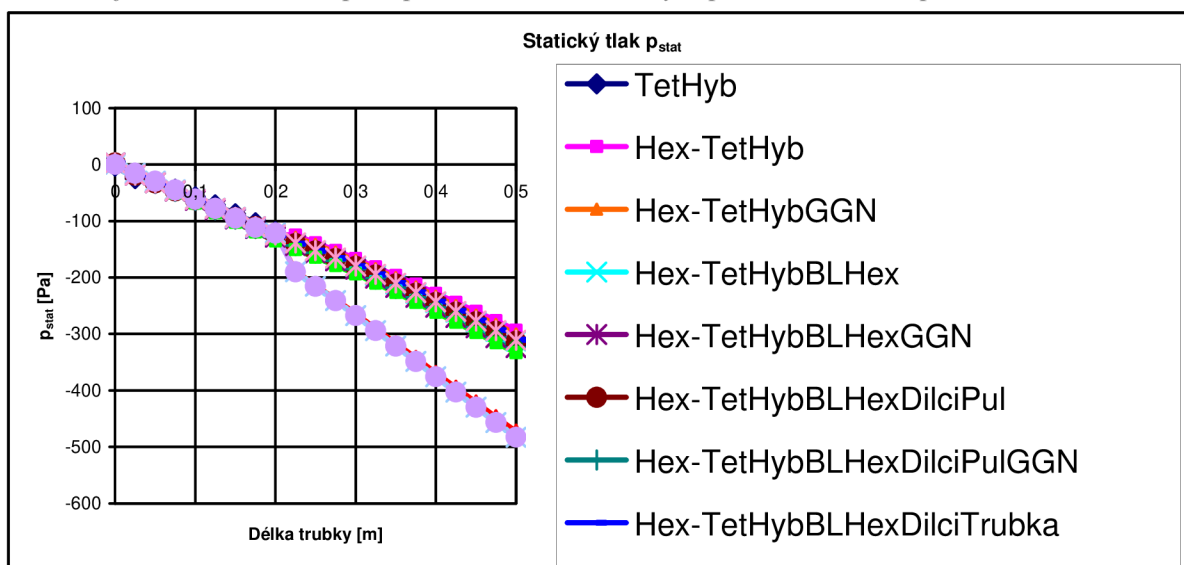 Statický tlak pstat
100
0
-100
-200
-300
-400
-500
-600
0
0,1
0,2
0,3
0,4
0,5
pstat [Pa]
Délka trubky [m]
TetHyb
Hex-TetHyb
Hex-TetHybGGN
Hex-TetHybBLHex
Hex-TetHybBLHexGGN
Hex-TetHybBLHexDilciPul
Hex-TetHybBLHexDilciPulGGN
Hex-TetHybBLHexDilciTrubka